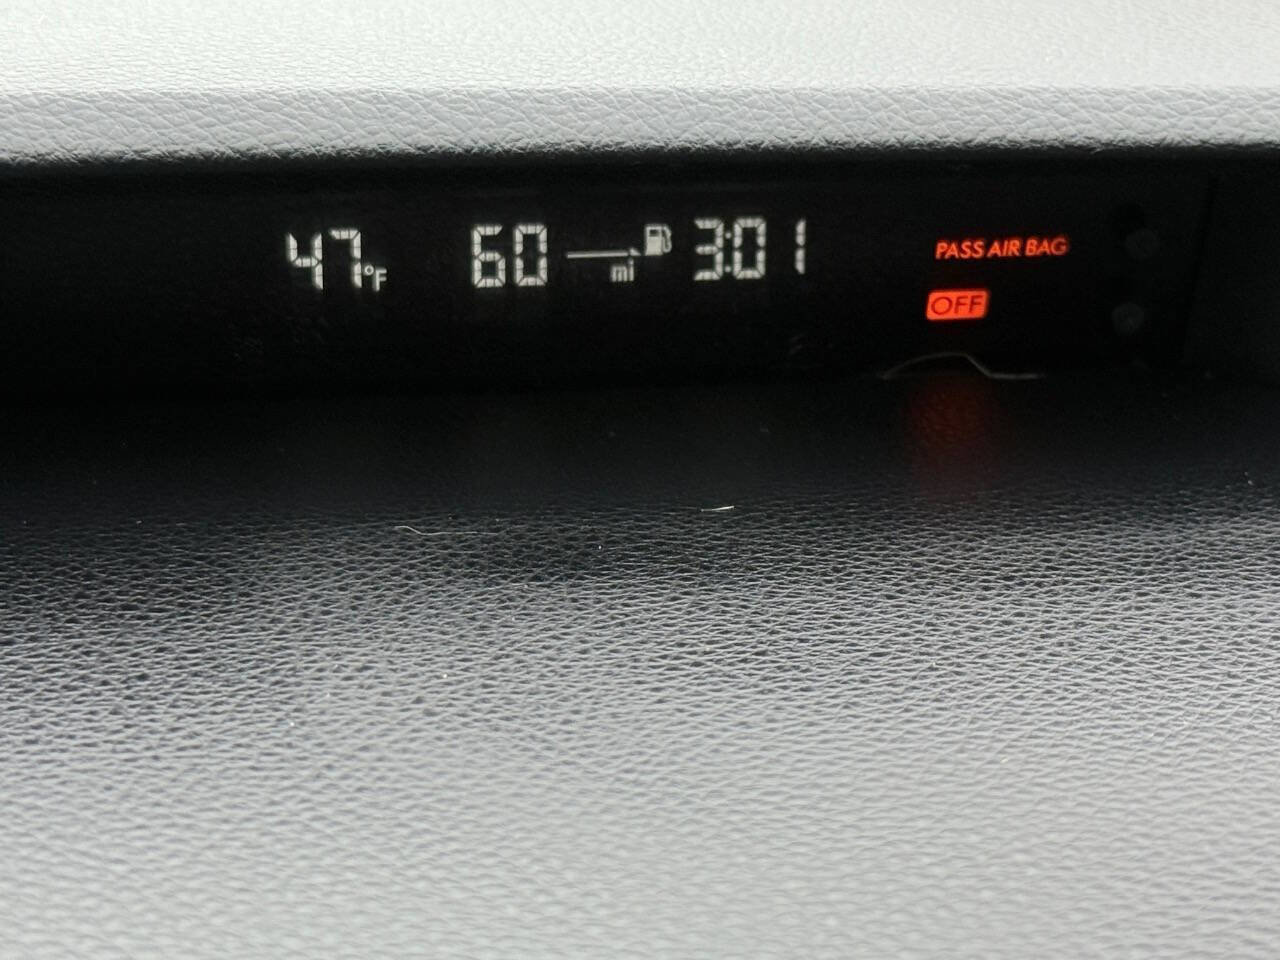 47°F 60 mi 3:01
PASS AIR BAG
OFF